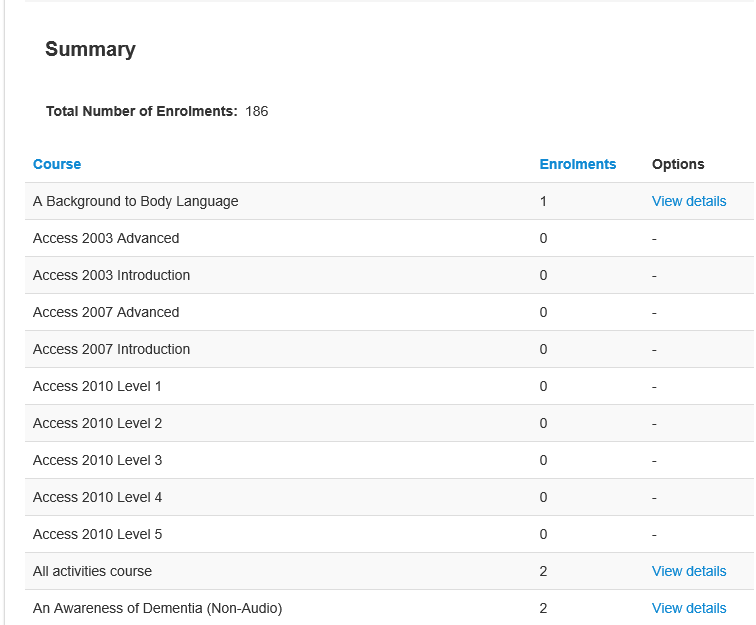 Summary
Total Number of Enrolments: 186
Course Enrolments Options
A Background to Body Language 1 View details
Access 2003 Advanced 0 -
Access 2003 Introduction 0 -
Access 2007 Advanced 0 -
Access 2007 Introduction 0 -
Access 2010 Level 1 0 -
Access 2010 Level 2 0 -
Access 2010 Level 3 0 -
Access 2010 Level 4 0 -
Access 2010 Level 5 0 -
All activities course 2 View details
An Awareness of Dementia (Non-Audio) 2 View details